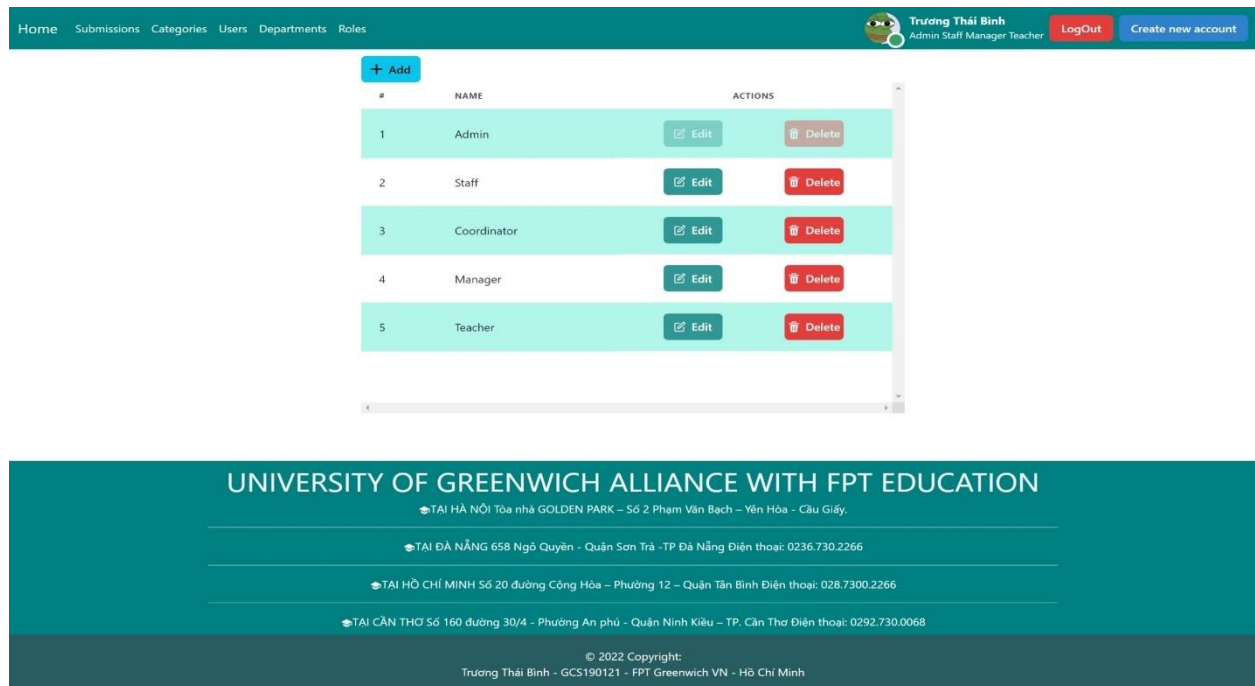 Home Submissions Categories Users Departments Roles
Trương Thái Bình
Admin Staff Manager Teacher
LogOut
Create new account
+ Add
# NAME ACTIONS
1 Admin Edit Delete
2 Staff Edit Delete
3 Coordinator Edit Delete
4 Manager Edit Delete
5 Teacher Edit Delete
UNIVERSITY OF GREENWICH ALLIANCE WITH FPT EDUCATION
TẠI HÀ NỘI Tòa nhà GOLDEN PARK – Số 2 Phạm Văn Bạch – Yên Hòa - Cầu Giấy.
TẠI ĐÀ NẴNG 658 Ngô Quyền - Quận Sơn Trà -TP Đà Nẵng Điện thoại: 0236.730.2266
TẠI HỒ CHÍ MINH Số 20 đường Cộng Hòa – Phường 12 – Quận Tân Bình Điện thoại: 028.7300.2266
TẠI CẦN THƠ Số 160 đường 30/4 - Phường An phú - Quận Ninh Kiều – TP. Cần Thơ Điện thoại: 0292.730.0068
© 2022 Copyright:
Trương Thái Bình - GCS190121 - FPT Greenwich VN - Hồ Chí Minh